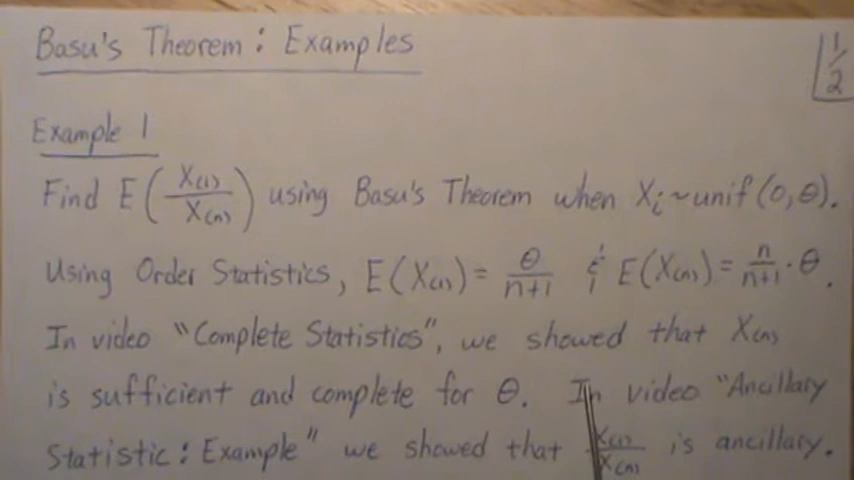 Basu's Theorem: Examples
1/2
Example 1
Find E(X(1)/X(n)) using Basu's Theorem when Xi~unif(0,θ).
Using Order Statistics, E(X(1)) = θ/n+1 & E(X(n)) = n/n+1·θ.
In video "Complete Statistics", we showed that X(n)
is sufficient and complete for θ. In video "Ancillary
Statistic: Example" we showed that X(1)/X(n) is ancillary.